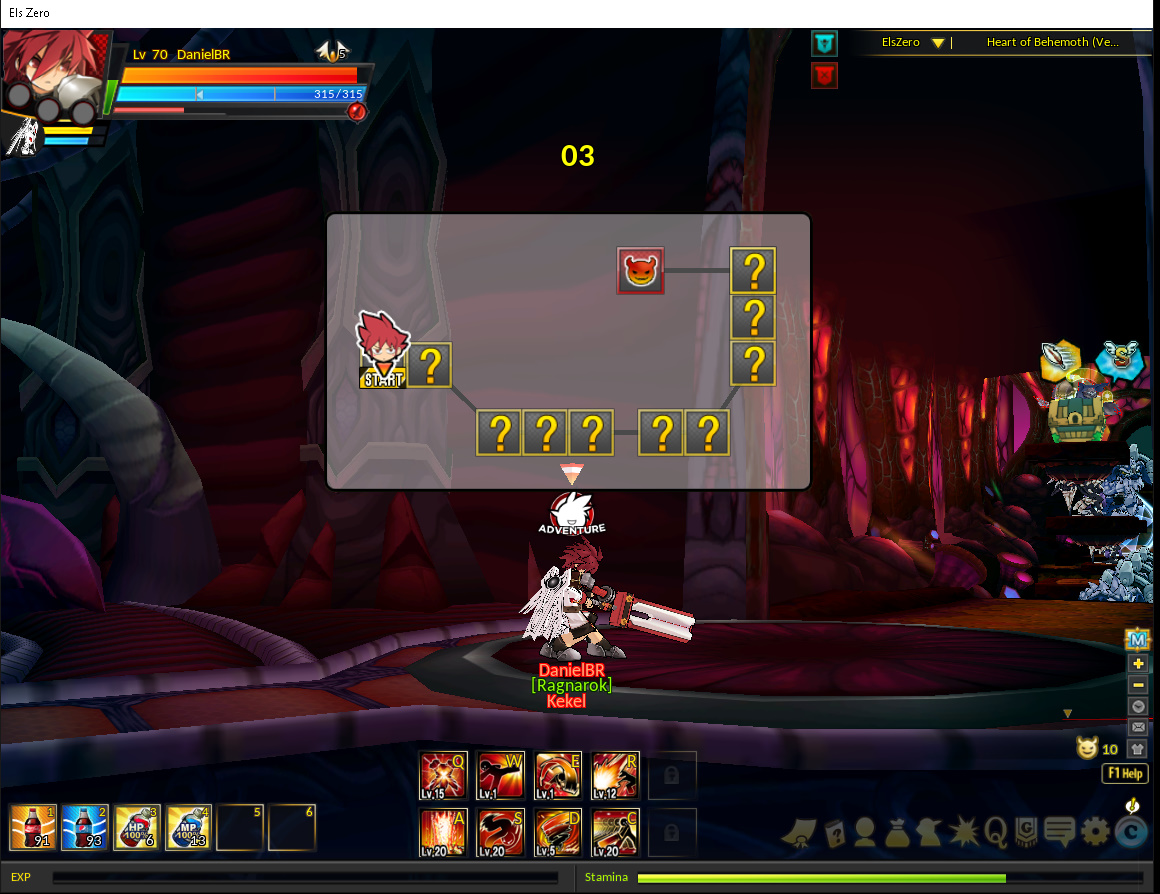 Els Zero
Lv 70 DanielBR
5
ElsZero
Heart of Behemoth (Ve...
315/315
03
?
?
?
START
?
?
? ? ? ? ?
ADVENTURE
DanielBR
[Ragnarok]
Kekel
M
10
F1 Help
Q W E R
Lv.15 Lv.1 Lv.1 Lv.12
1 2 3 4 5 6
HP 100% MP 100%
91 93 6 13
A S D C
Lv.20 Lv.20 Lv.5 Lv.20
EXP
Stamina